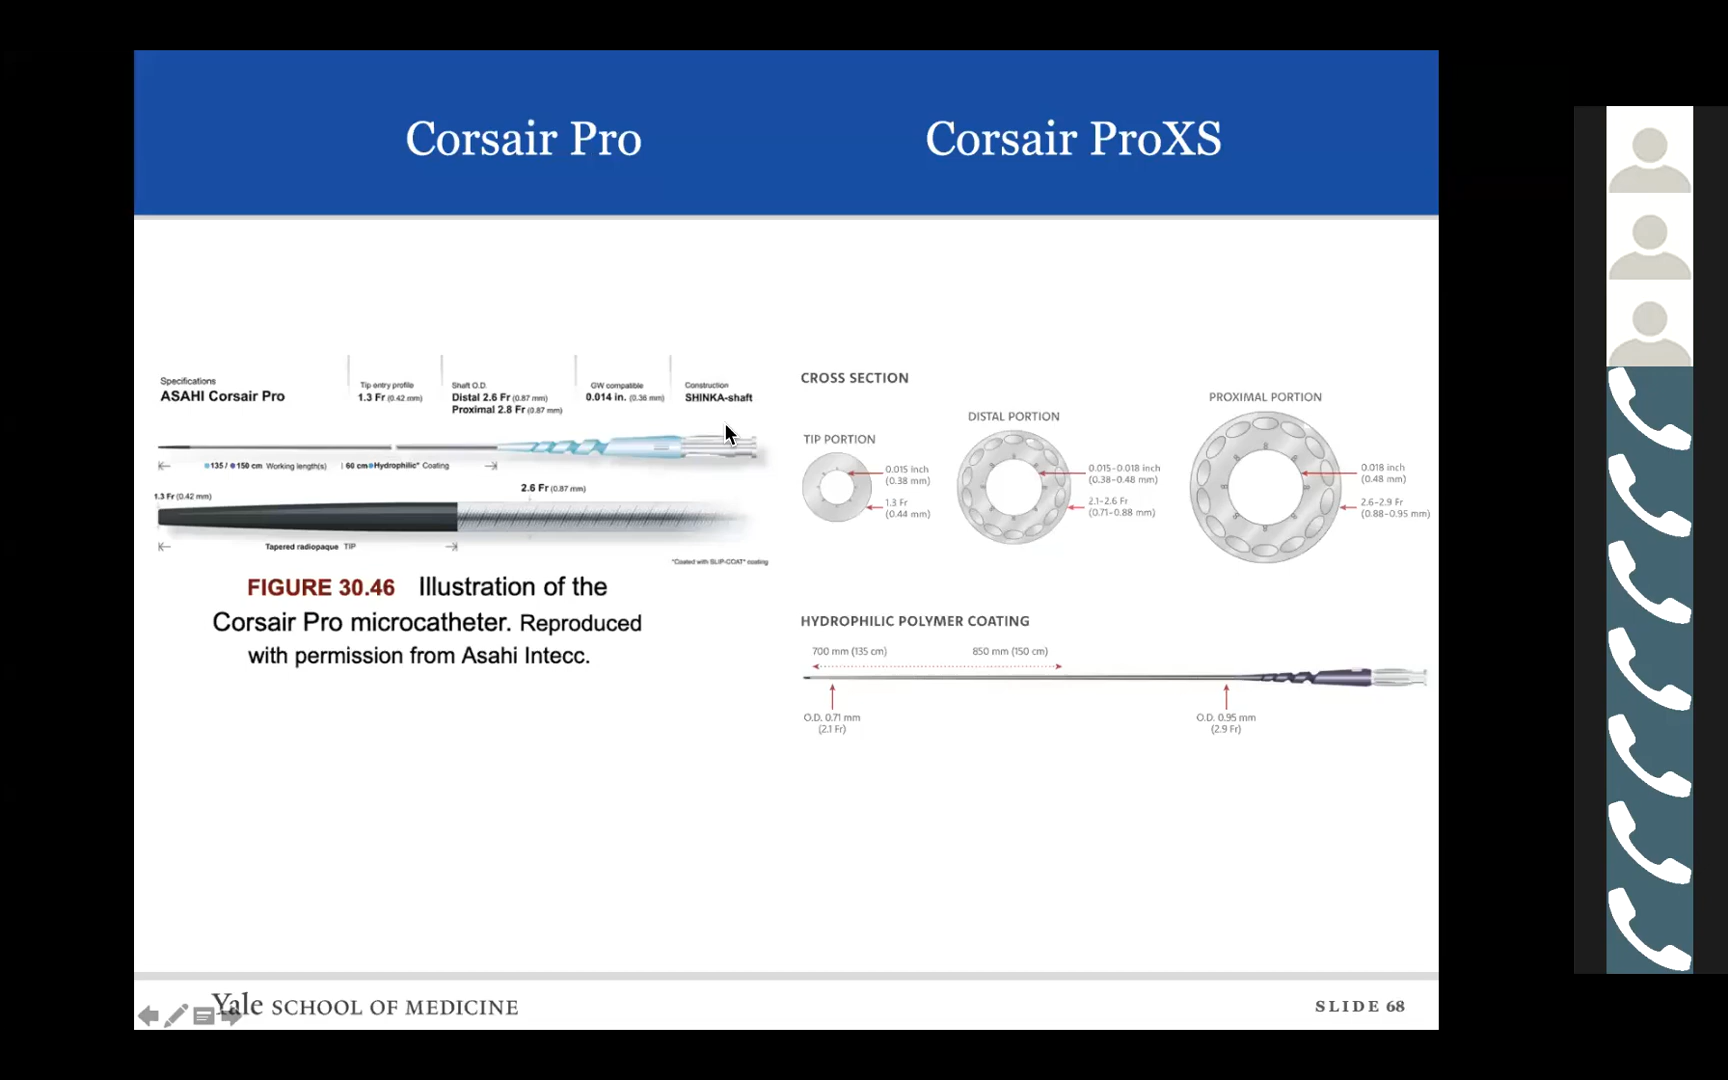 Corsair Pro
Corsair ProXS
Specifications
ASAHI Corsair Pro
Tip entry profile
1.3 Fr (0.42 mm)
Shaft O.D.
Distal 2.6 Fr (0.87 mm)
Proximal 2.8 Fr (0.87 mm)
GW compatible
0.014 in. (0.36 mm)
Construction
SHINKA-shaft
135 / 150 cm Working length(s)
60 cm Hydrophilic* Coating
1.3 Fr (0.42 mm)
2.6 Fr (0.87 mm)
Tapered radiopaque TIP
*Coated with SLIP-COAT® coating
FIGURE 30.46 Illustration of the
Corsair Pro microcatheter. Reproduced
with permission from Asahi Intecc.
CROSS SECTION
TIP PORTION
0.015 inch
(0.38 mm)
1.3 Fr
(0.44 mm)
DISTAL PORTION
0.015-0.018 inch
(0.38-0.48 mm)
2.1-2.6 Fr
(0.71-0.88 mm)
PROXIMAL PORTION
0.018 inch
(0.48 mm)
2.6-2.9 Fr
(0.88-0.95 mm)
HYDROPHILIC POLYMER COATING
700 mm (135 cm)
850 mm (150 cm)
O.D. 0.71 mm
(2.1 Fr)
O.D. 0.95 mm
(2.9 Fr)
Yale SCHOOL OF MEDICINE
SLIDE 68